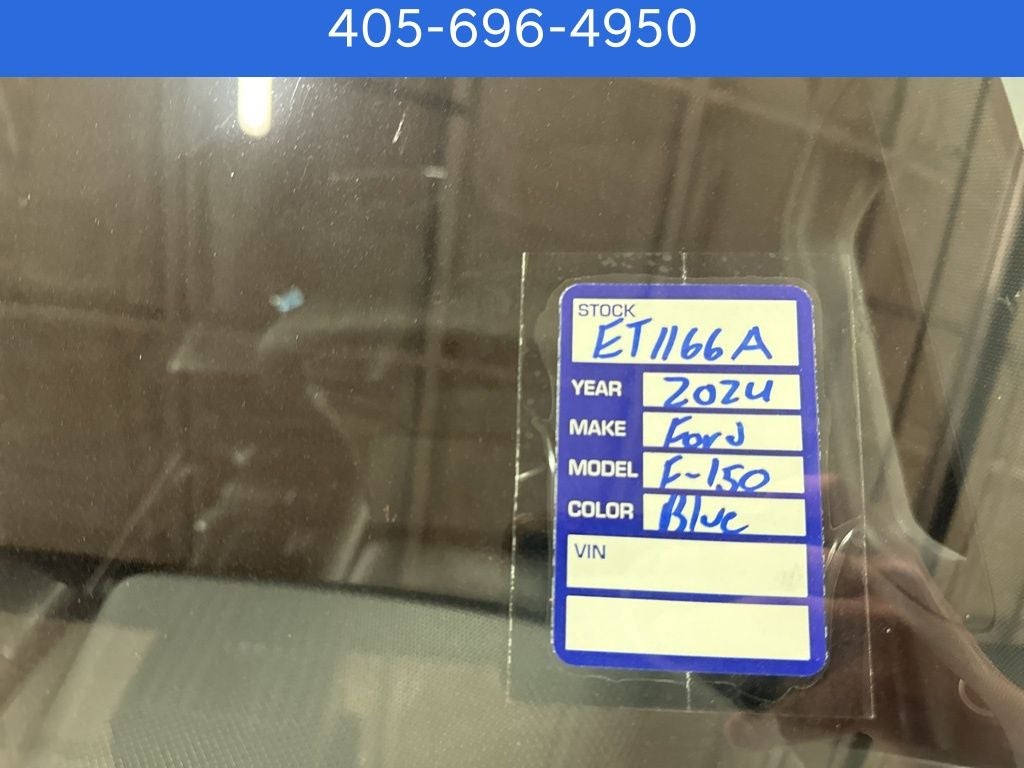 405-696-4950
STOCK
ET1166A
YEAR 2024
MAKE Ford
MODEL F-150
COLOR Blue
VIN